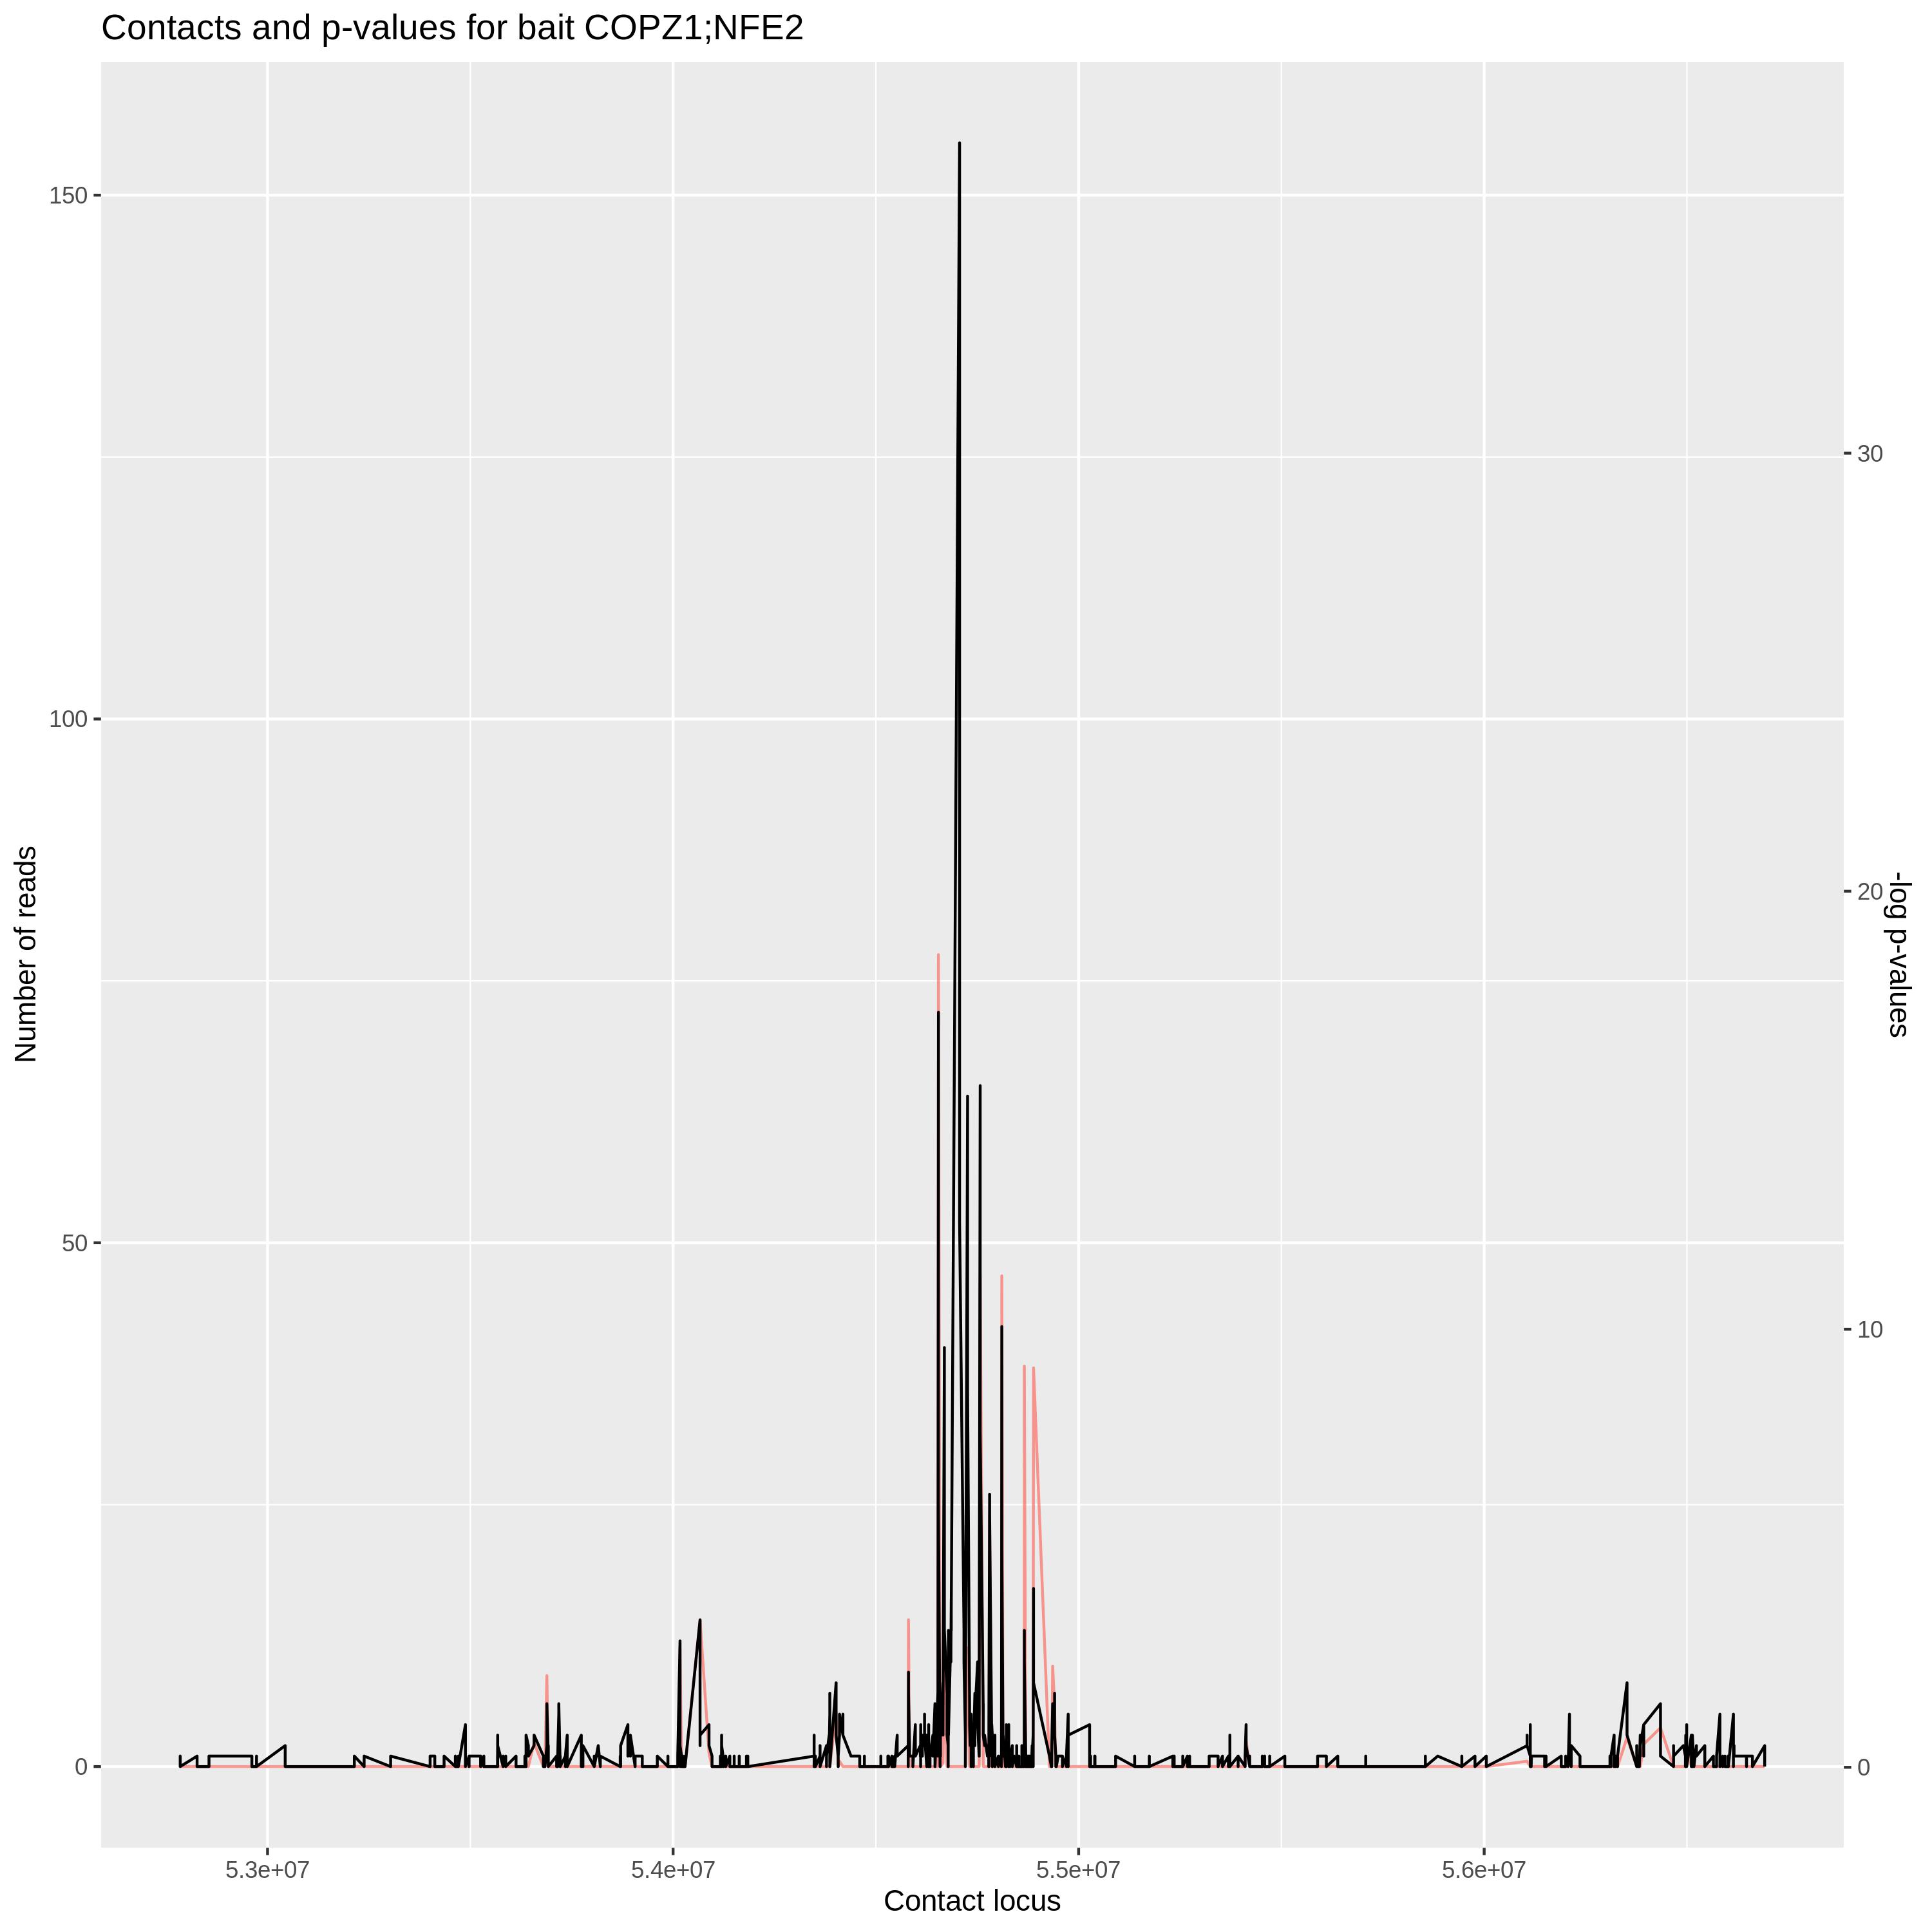 Contacts and p-values for bait COPZ1;NFE2
150
100
50
0
Number of reads
30
20
10
0
-log p-values
5.3e+07
5.4e+07
5.5e+07
5.6e+07
Contact locus